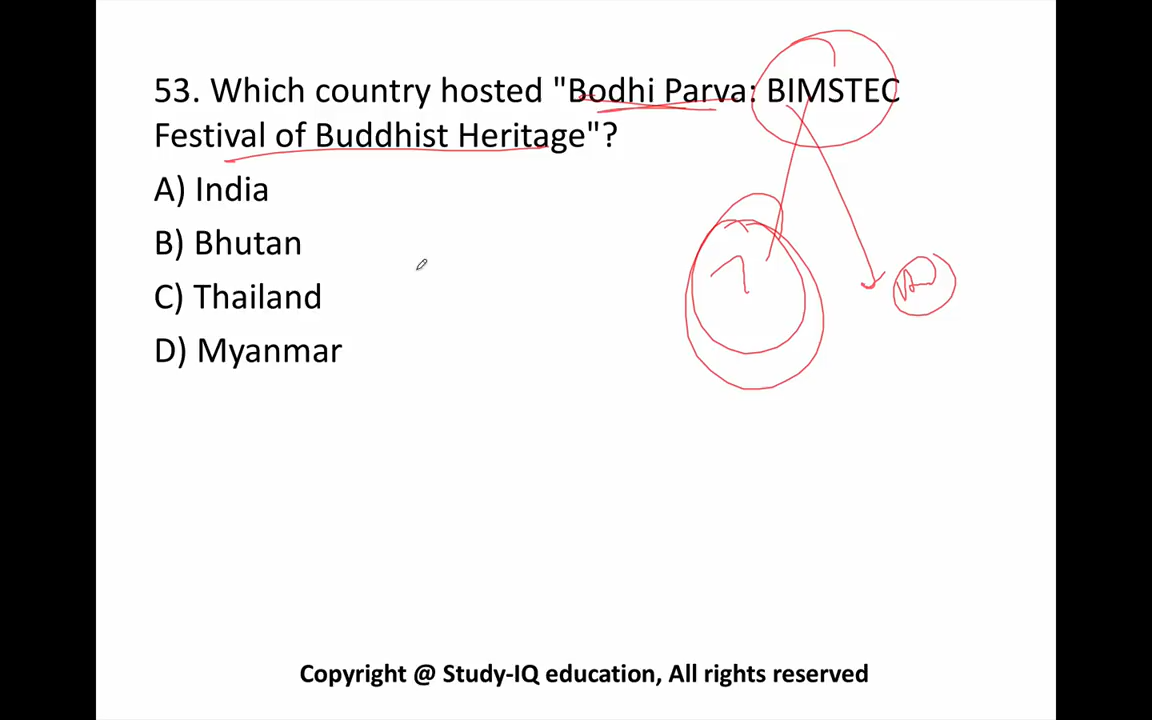 53. Which country hosted "Bodhi Parva: BIMSTEC
Festival of Buddhist Heritage"?
A) India
B) Bhutan
C) Thailand
D) Myanmar
7
Copyright @ Study-IQ education, All rights reserved